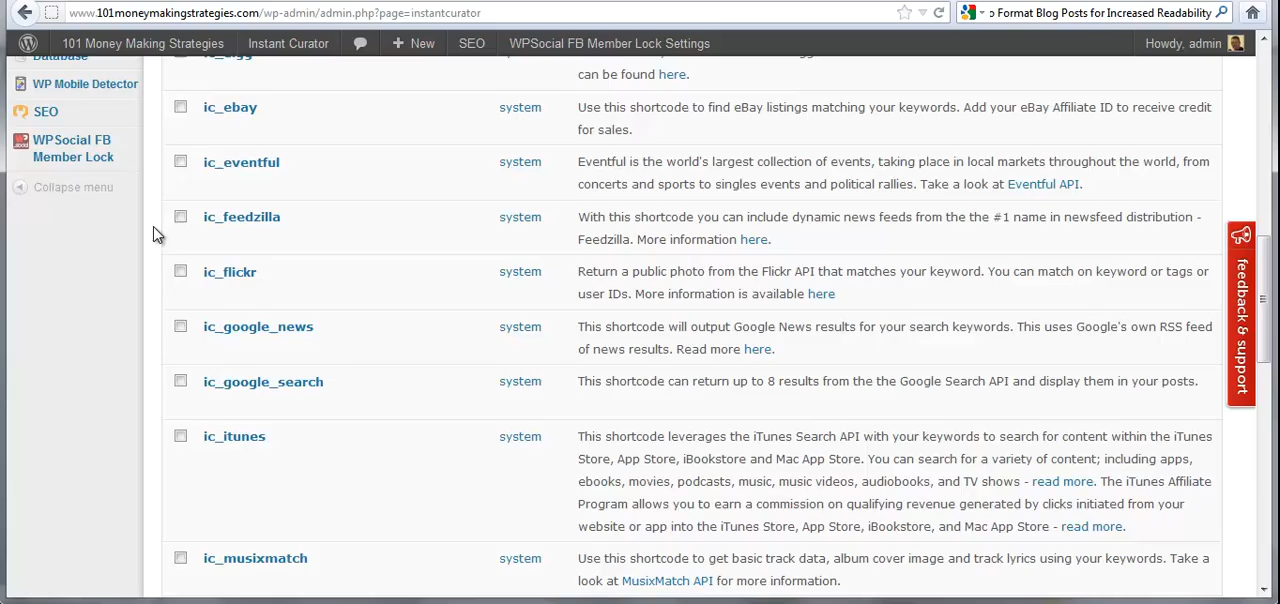 www.101moneymakingstrategies.com/wp-admin/admin.php?page=instantcurator
o Format Blog Posts for Increased Readability
101 Money Making Strategies
Instant Curator
+ New
SEO
WPSocial FB Member Lock Settings
Howdy, admin
Database
WP Mobile Detector
SEO
WPSocial FB
Member Lock
Collapse menu
can be found here.
ic_ebay
system
Use this shortcode to find eBay listings matching your keywords. Add your eBay Affiliate ID to receive credit
for sales.
ic_eventful
system
Eventful is the world's largest collection of events, taking place in local markets throughout the world, from
concerts and sports to singles events and political rallies. Take a look at Eventful API.
ic_feedzilla
system
With this shortcode you can include dynamic news feeds from the the #1 name in newsfeed distribution -
Feedzilla. More information here.
ic_flickr
system
Return a public photo from the Flickr API that matches your keyword. You can match on keyword or tags or
user IDs. More information is available here
ic_google_news
system
This shortcode will output Google News results for your search keywords. This uses Google's own RSS feed
of news results. Read more here.
ic_google_search
system
This shortcode can return up to 8 results from the the Google Search API and display them in your posts.
ic_itunes
system
This shortcode leverages the iTunes Search API with your keywords to search for content within the iTunes
Store, App Store, iBookstore and Mac App Store. You can search for a variety of content; including apps,
ebooks, movies, podcasts, music, music videos, audiobooks, and TV shows - read more. The iTunes Affiliate
Program allows you to earn a commission on qualifying revenue generated by clicks initiated from your
website or app into the iTunes Store, App Store, iBookstore, and Mac App Store - read more.
ic_musixmatch
system
Use this shortcode to get basic track data, album cover image and track lyrics using your keywords. Take a
look at MusixMatch API for more information.
feedback & support